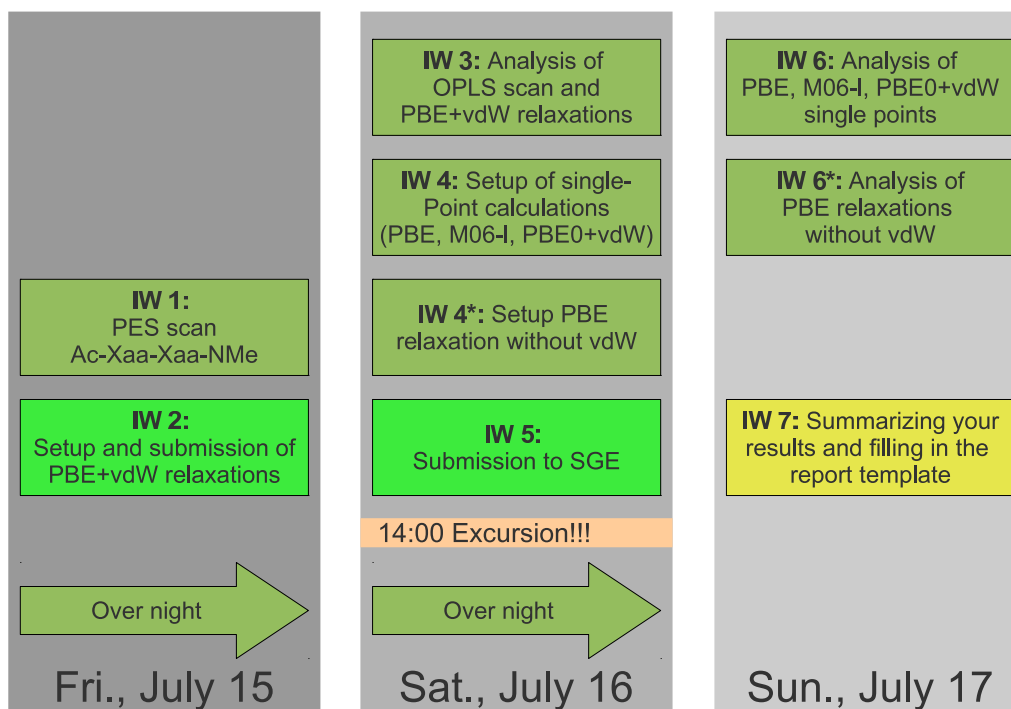 IW 1:
PES scan
Ac-Xaa-Xaa-NMe
IW 2:
Setup and submission of
PBE+vdW relaxations
Over night
Fri., July 15
IW 3: Analysis of
OPLS scan and
PBE+vdW relaxations
IW 4: Setup of single-
Point calculations
(PBE, M06-l, PBE0+vdW)
IW 4*: Setup PBE
relaxation without vdW
IW 5:
Submission to SGE
14:00 Excursion!!!
Over night
Sat., July 16
IW 6: Analysis of
PBE, M06-l, PBE0+vdW
single points
IW 6*: Analysis of
PBE relaxations
without vdW
IW 7: Summarizing your
results and filling in the
report template
Sun., July 17